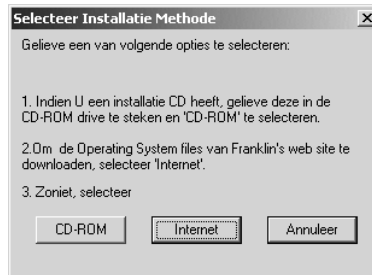 Selecteer Installatie Methode
Gelieve een van volgende opties te selecteren:
1. Indien U een installatie CD heeft, gelieve deze in de
CD-ROM drive te steken en 'CD-ROM' te selecteren.
2.Om de Operating System files van Franklin's web site te
downloaden, selecteer 'Internet'.
3. Zoniet, selecteer
CD-ROM Internet Annuleer